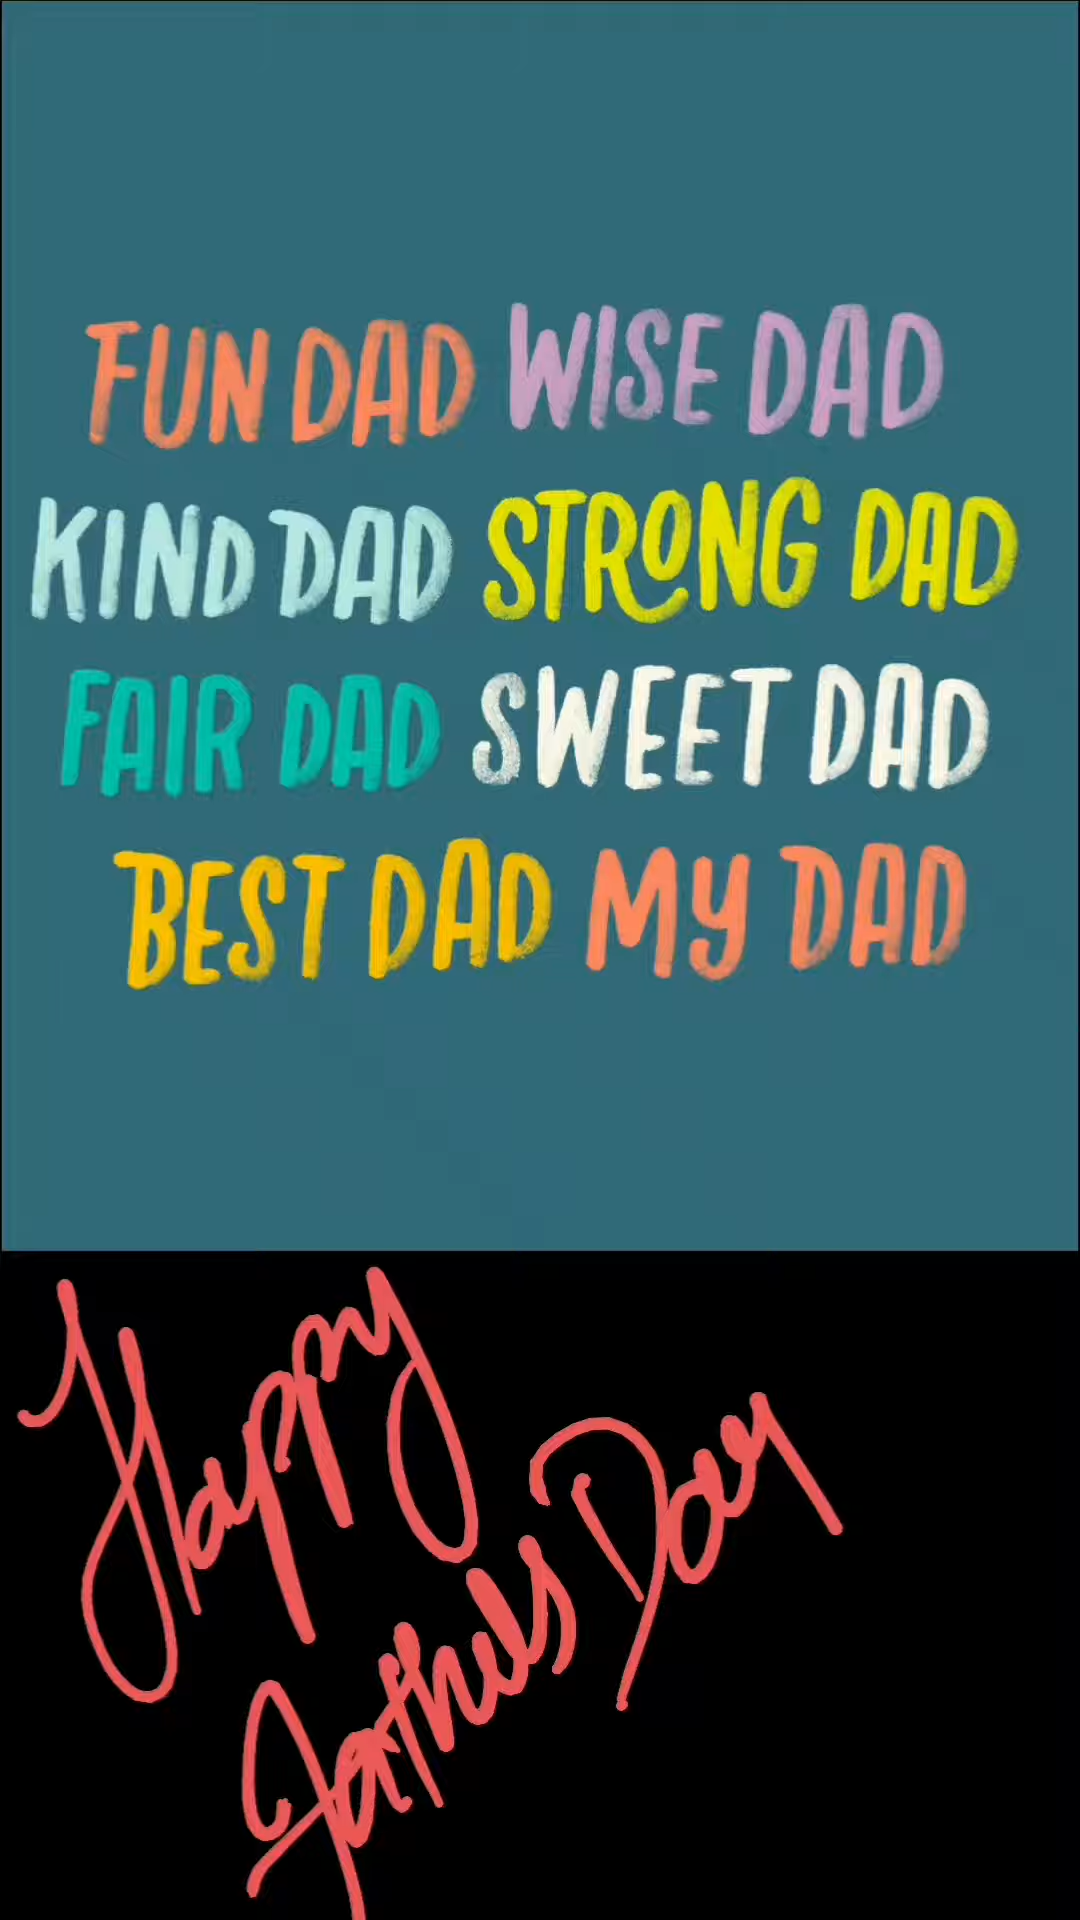 FUN DAD WISE DAD
KIND DAD STRONG DAD
FAIR DAD SWEET DAD
BEST DAD MY DAD
Happy
Fathers Day